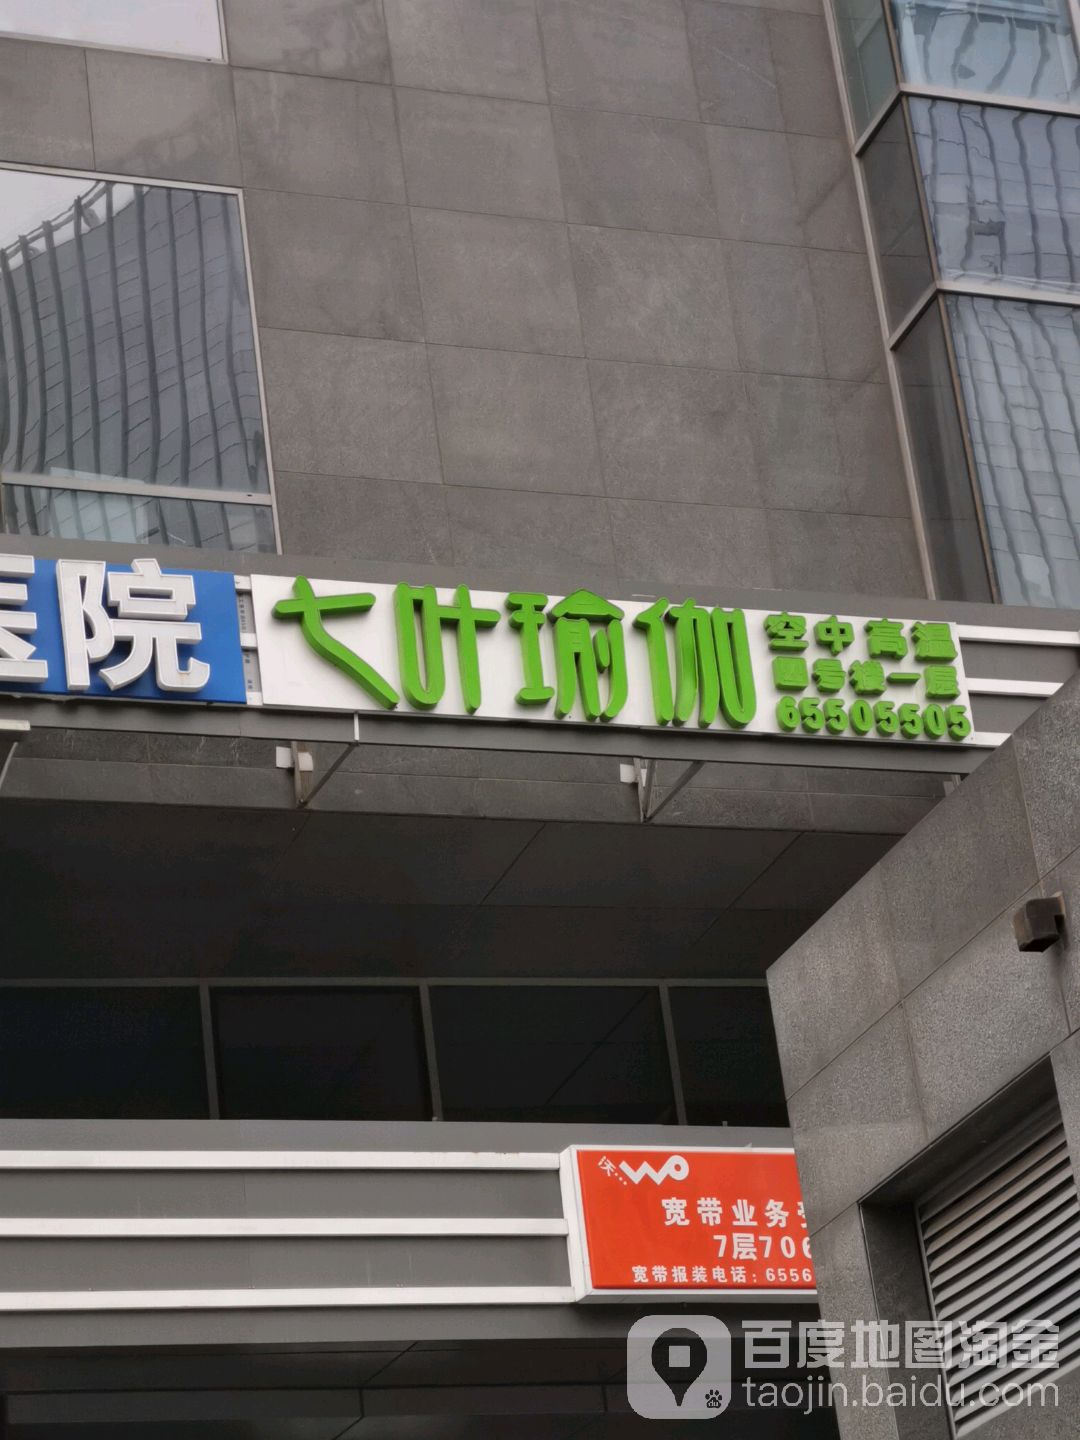 医院
七叶瑜伽
空中高温
四号楼一层
65505505
沃...
宽带业务
7层706
宽带报装电话:6556
百度地图淘金
taojin.baidu.com